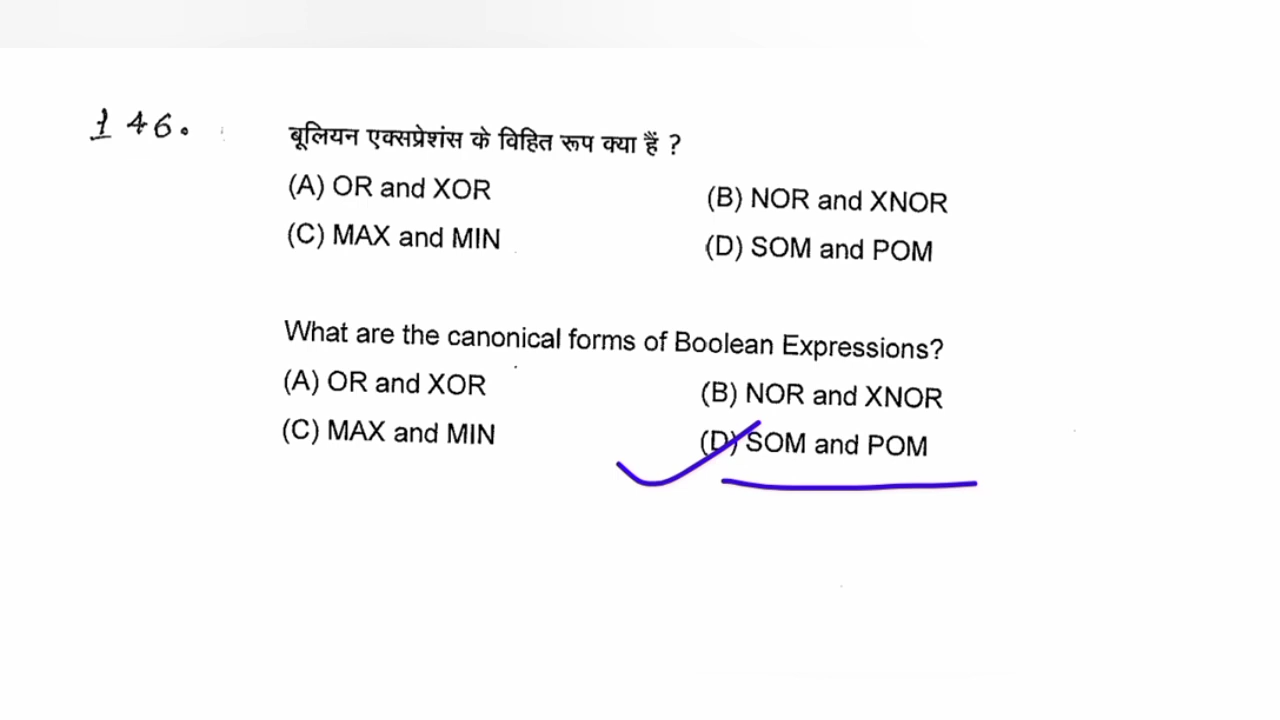 146.
बूलियन एक्सप्रेशंस के विहित रूप क्या हैं ?
(A) OR and XOR (B) NOR and XNOR
(C) MAX and MIN (D) SOM and POM
What are the canonical forms of Boolean Expressions?
(A) OR and XOR (B) NOR and XNOR
(C) MAX and MIN (D) SOM and POM